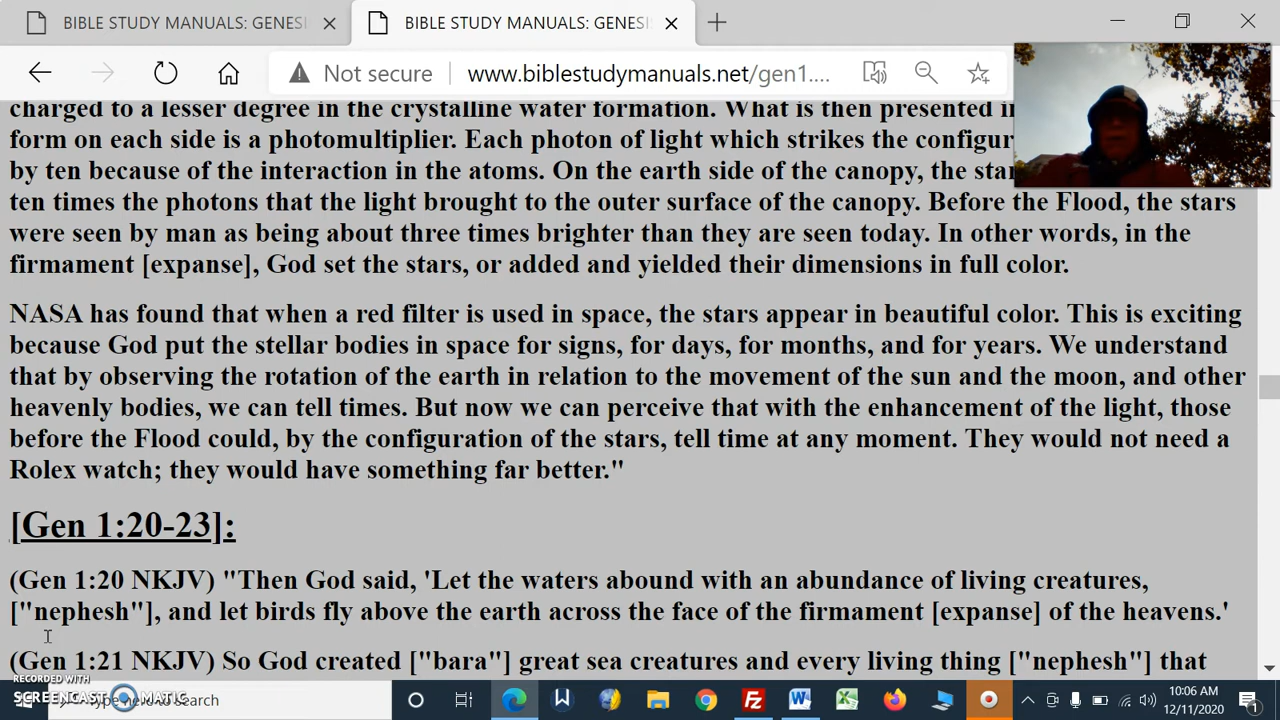 BIBLE STUDY MANUALS: GENESI
BIBLE STUDY MANUALS: GENESI
Not secure
www.biblestudymanuals.net/gen1....
charged to a lesser degree in the crystalline water formation. What is then presented in
form on each side is a photomultiplier. Each photon of light which strikes the configur
by ten because of the interaction in the atoms. On the earth side of the canopy, the sta
ten times the photons that the light brought to the outer surface of the canopy. Before the Flood, the stars
were seen by man as being about three times brighter than they are seen today. In other words, in the
firmament [expanse], God set the stars, or added and yielded their dimensions in full color.
NASA has found that when a red filter is used in space, the stars appear in beautiful color. This is exciting
because God put the stellar bodies in space for signs, for days, for months, and for years. We understand
that by observing the rotation of the earth in relation to the movement of the sun and the moon, and other
heavenly bodies, we can tell times. But now we can perceive that with the enhancement of the light, those
before the Flood could, by the configuration of the stars, tell time at any moment. They would not need a
Rolex watch; they would have something far better."
[Gen 1:20-23]:
(Gen 1:20 NKJV) "Then God said, 'Let the waters abound with an abundance of living creatures,
["nephesh"], and let birds fly above the earth across the face of the firmament [expanse] of the heavens.'
(Gen 1:21 NKJV) So God created ["bara"] great sea creatures and every living thing ["nephesh"] that
RECORDED WITH
SCREENCAST MATIC
Type here to search
10:06 AM
12/11/2020
1